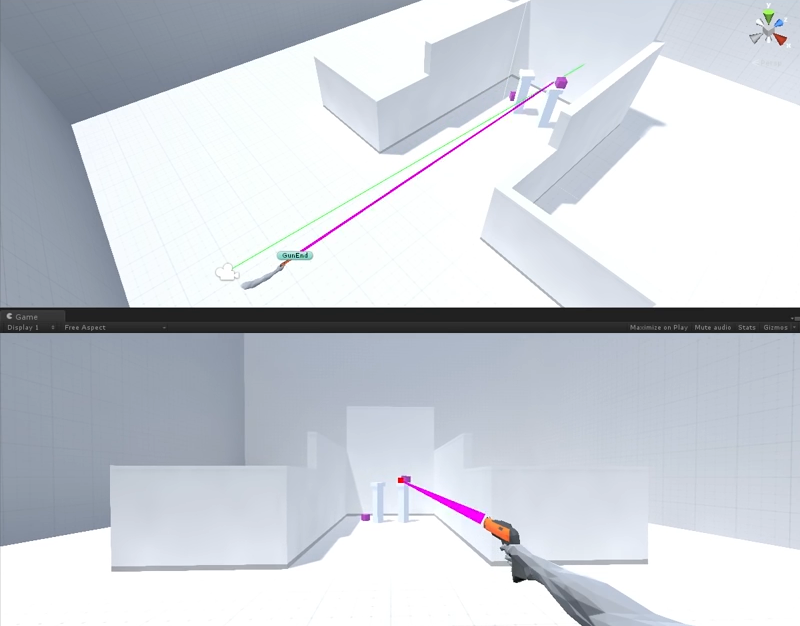 y
x
GunEnd
Game
Display 1
Free Aspect
Maximize on Play
Mute audio
Stats
Gizmos